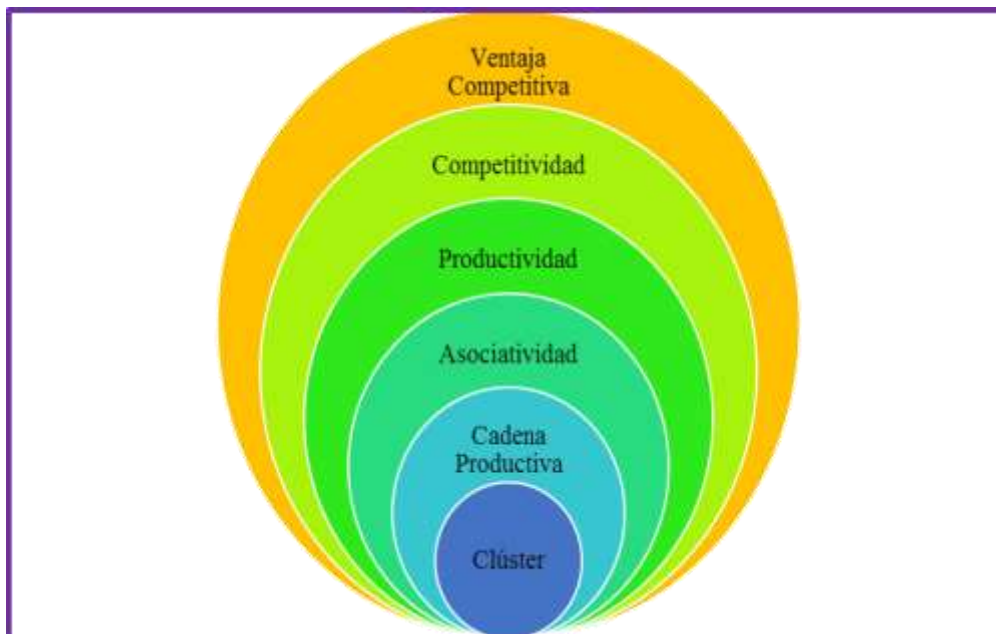 Ventaja
Competitiva
Competitividad
Productividad
Asociatividad
Cadena
Productiva
Clúster